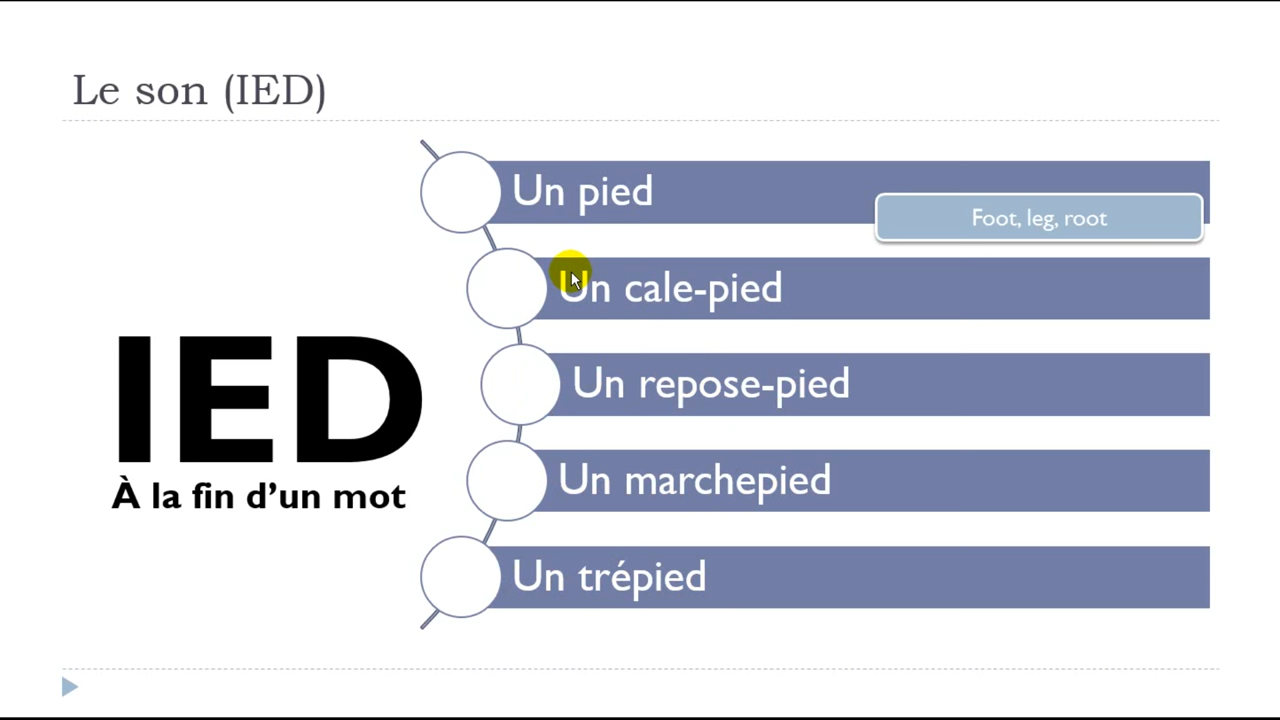 Le son (IED)
Un pied
Foot, leg, root
Un cale-pied
Un repose-pied
IED
À la fin d’un mot
Un marchepied
Un trépied